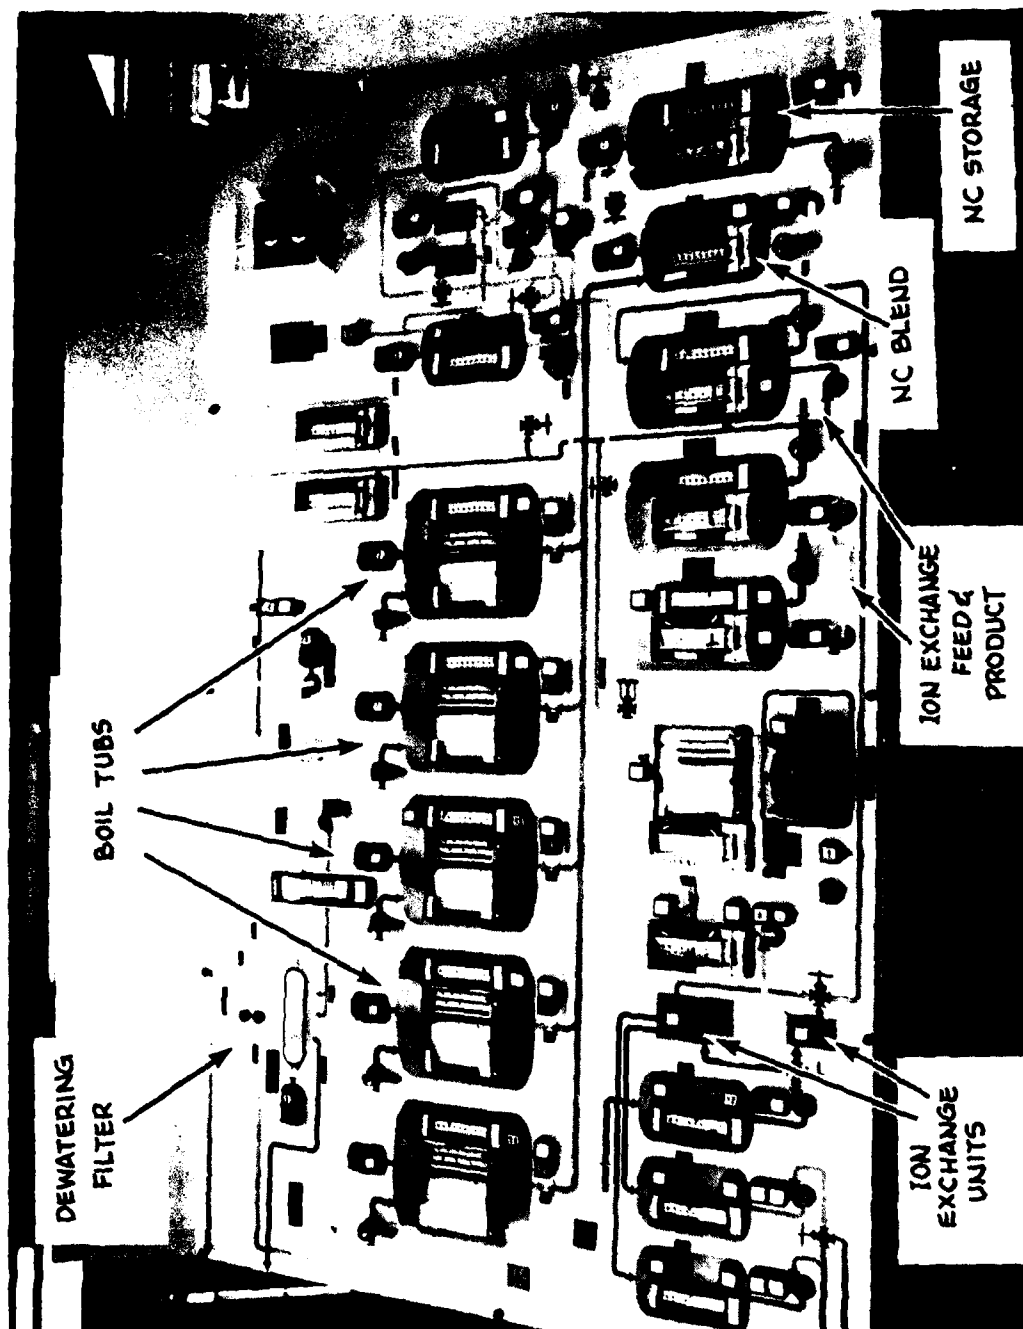 DEWATERING
FILTER
BOIL TUBS
ION
EXCHANGE
UNITS
ION EXCHANGE
FEED &
PRODUCT
NC BLEND
NC STORAGE